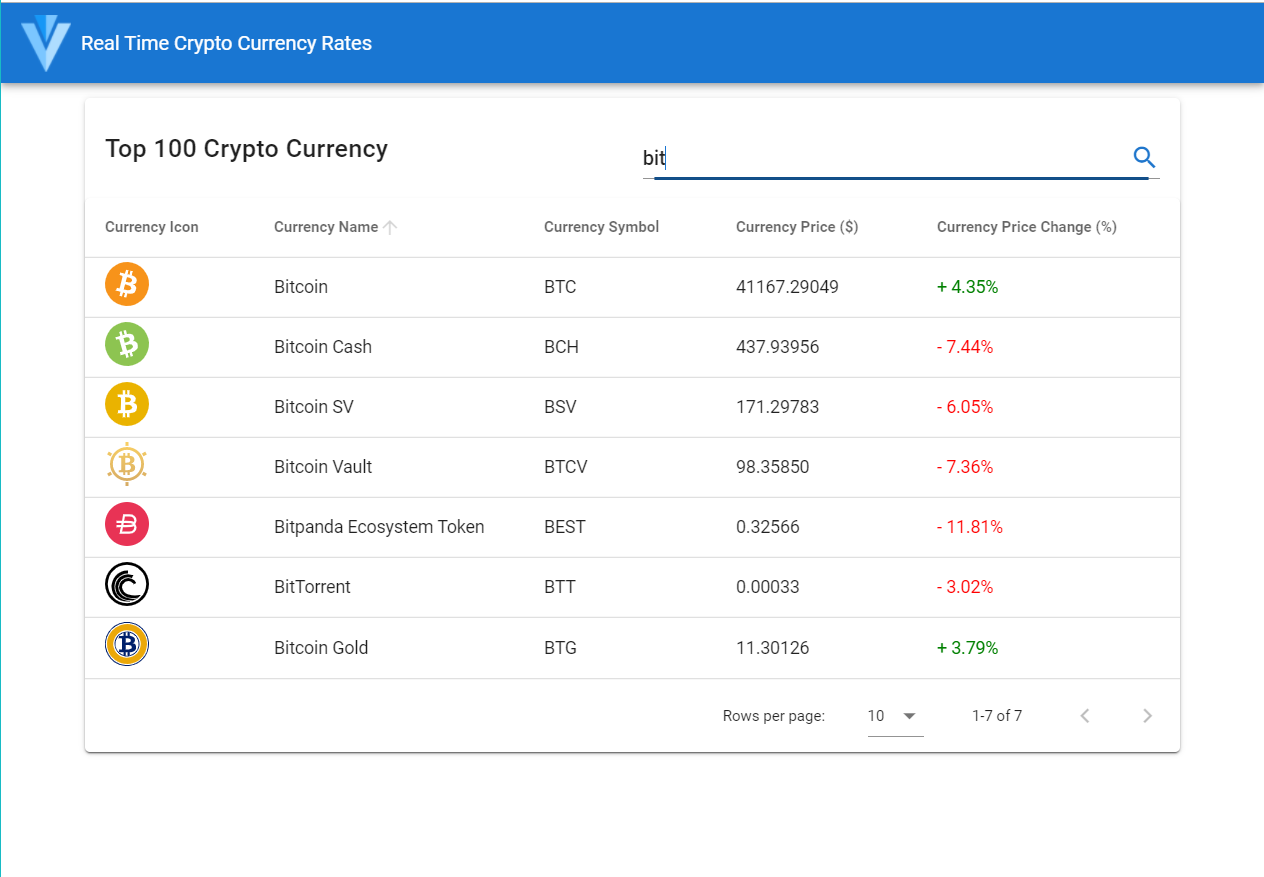 Real Time Crypto Currency Rates
Top 100 Crypto Currency
bit
Currency Icon Currency Name Currency Symbol Currency Price ($) Currency Price Change (%)
Bitcoin BTC 41167.29049 + 4.35%
Bitcoin Cash BCH 437.93956 - 7.44%
Bitcoin SV BSV 171.29783 - 6.05%
Bitcoin Vault BTCV 98.35850 - 7.36%
Bitpanda Ecosystem Token BEST 0.32566 - 11.81%
BitTorrent BTT 0.00033 - 3.02%
Bitcoin Gold BTG 11.30126 + 3.79%
Rows per page: 10 1-7 of 7